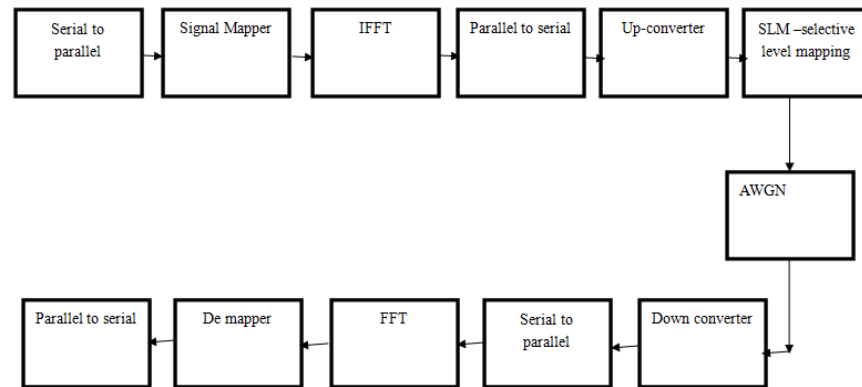 Serial to
parallel
Signal Mapper
IFFT
Parallel to serial
Up-converter
SLM –selective
level mapping
AWGN
Parallel to serial
De mapper
FFT
Serial to
parallel
Down converter